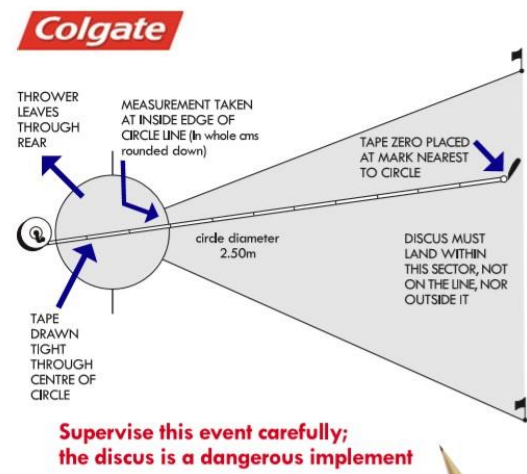 Colgate
THROWER
LEAVES
THROUGH
REAR
MEASUREMENT TAKEN
AT INSIDE EDGE OF
CIRCLE LINE (In whole cms
rounded down)
TAPE ZERO PLACED
AT MARK NEAREST
TO CIRCLE
circle diameter
2.50m
DISCUS MUST
LAND WITHIN
THIS SECTOR, NOT
ON THE LINE, NOR
OUTSIDE IT
TAPE
DRAWN
TIGHT
THROUGH
CENTRE OF
CIRCLE
Supervise this event carefully;
the discus is a dangerous implement